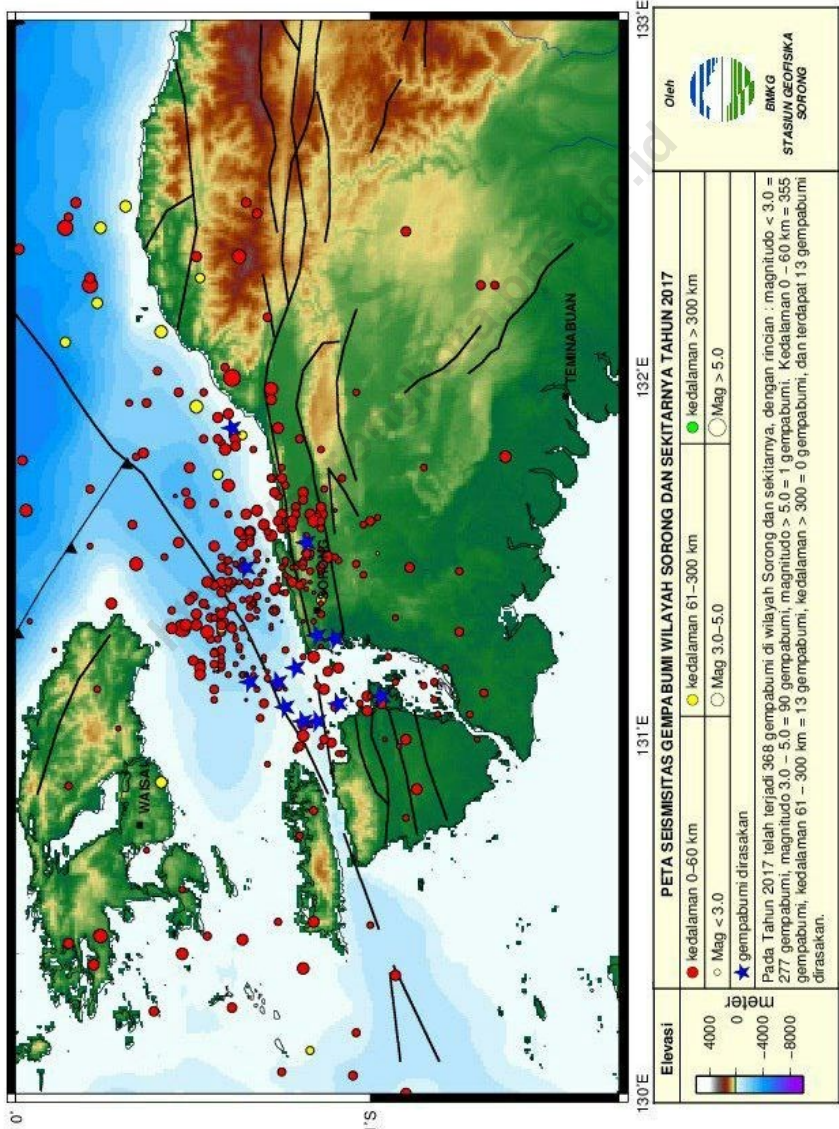 0°
°S
130°E
131°E
132°E
133°E
WAISAI
SORONG
TEMINABUAN
Elevasi
4000
0
-4000
-8000
meter
PETA SEISMISITAS GEMPABUMI WILAYAH SORONG DAN SEKITARNYA TAHUN 2017
kedalaman 0-60 km
kedalaman 61-300 km
kedalaman > 300 km
Mag < 3.0
Mag 3.0-5.0
Mag > 5.0
gempabumi dirasakan
Pada Tahun 2017 telah terjadi 368 gempabumi di wilayah Sorong dan sekitarnya, dengan rincian : magnitudo < 3.0 =
277 gempabumi, magnitudo 3.0 – 5.0 = 90 gempabumi, magnitudo > 5.0 = 1 gempabumi. Kedalaman 0 – 60 km = 355
gempabumi, kedalaman 61 – 300 km = 13 gempabumi, kedalaman > 300 = 0 gempabumi, dan terdapat 13 gempabumi
dirasakan.
Oleh
BMKG
STASIUN GEOFISIKA
SORONG